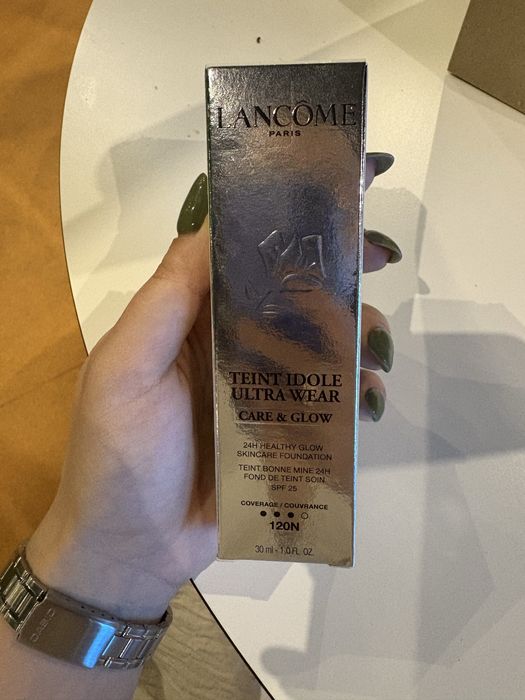 LANCÔME
PARIS
TEINT IDOLE
ULTRA WEAR
CARE & GLOW
24H HEALTHY GLOW
SKINCARE FOUNDATION
TEINT BONNE MINE 24H
FOND DE TEINT SOIN
SPF 25
COVERAGE / COUVRANCE
120N
30 ml - 1.0 FL. OZ.
CASIO